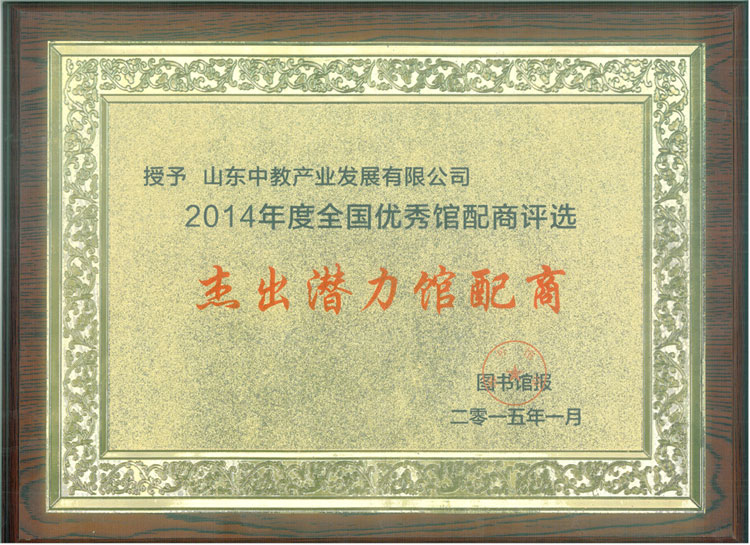 授予 山东中教产业发展有限公司
2014年度全国优秀馆配商评选
杰出潜力馆配商
图书馆报
二零一五年一月